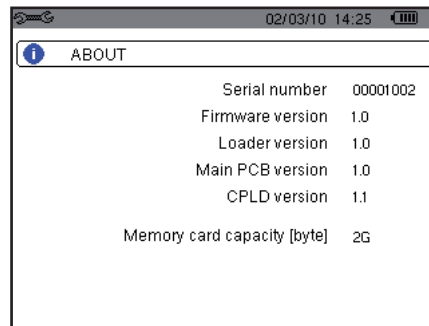 02/03/10 14:25
ABOUT
Serial number 00001002
Firmware version 1.0
Loader version 1.0
Main PCB version 1.0
CPLD version 1.1
Memory card capacity [byte] 2G